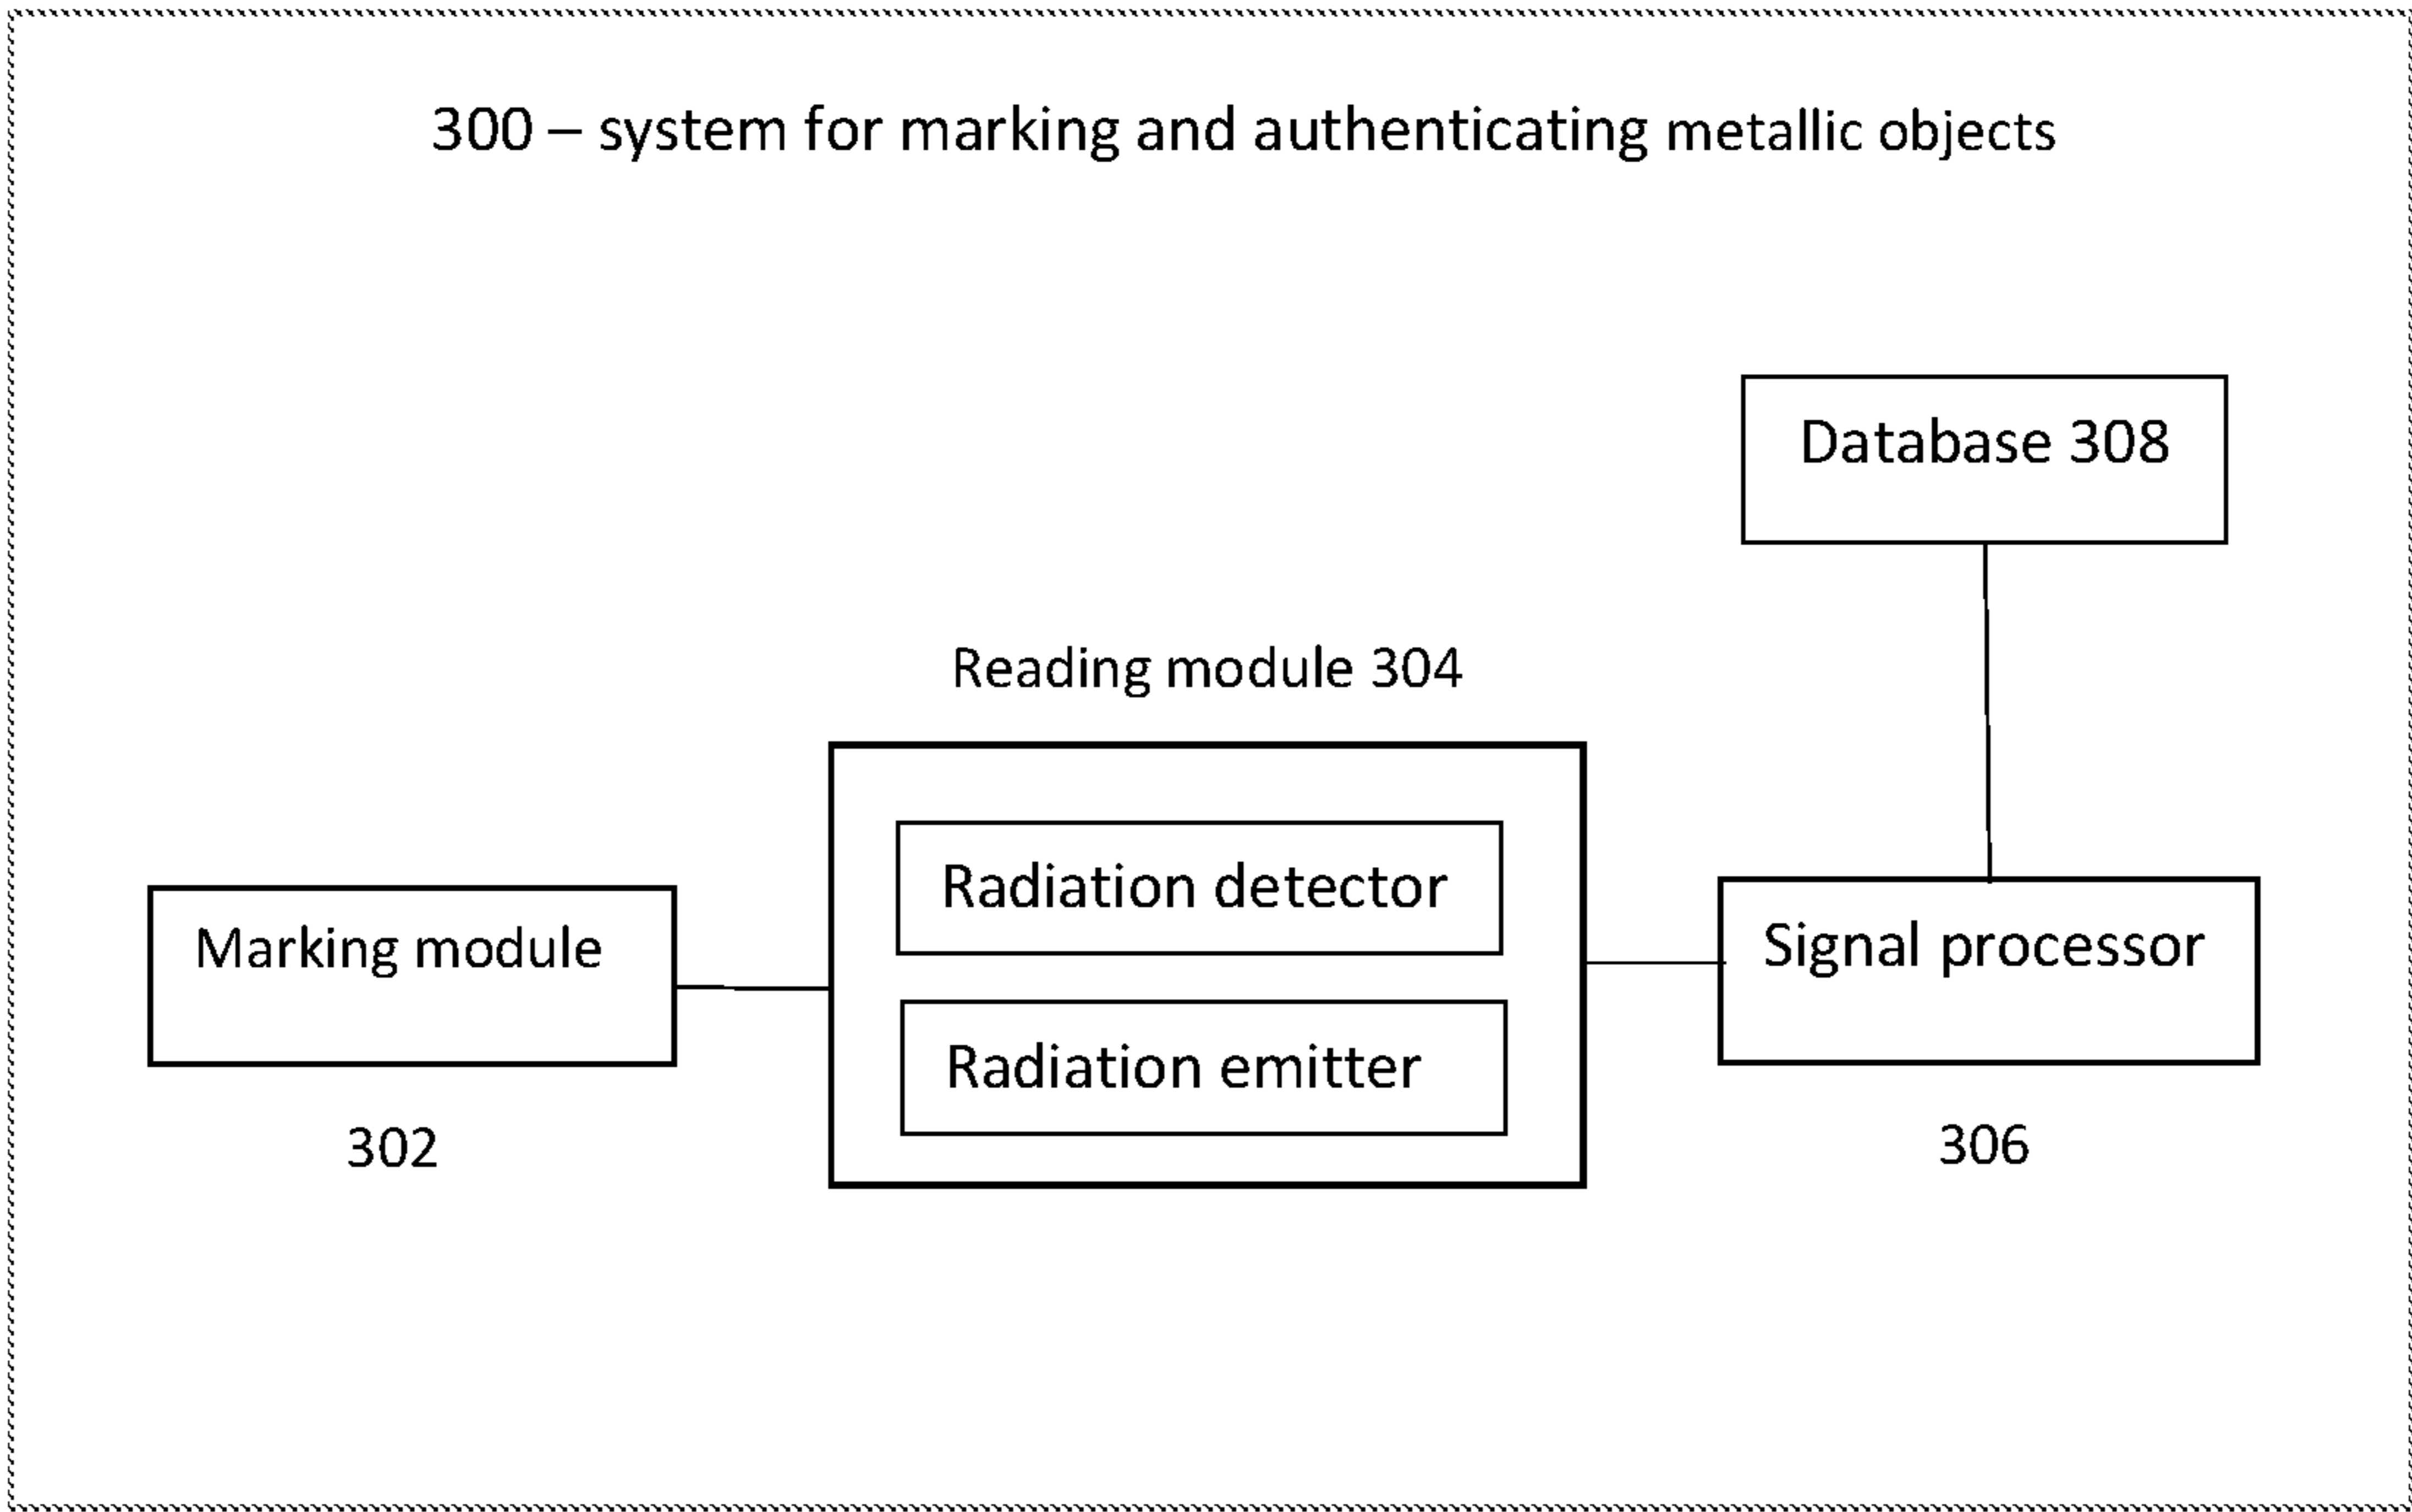 300 – system for marking and authenticating metallic objects
Database 308
Reading module 304
Radiation detector
Marking module
Signal processor
Radiation emitter
302
306